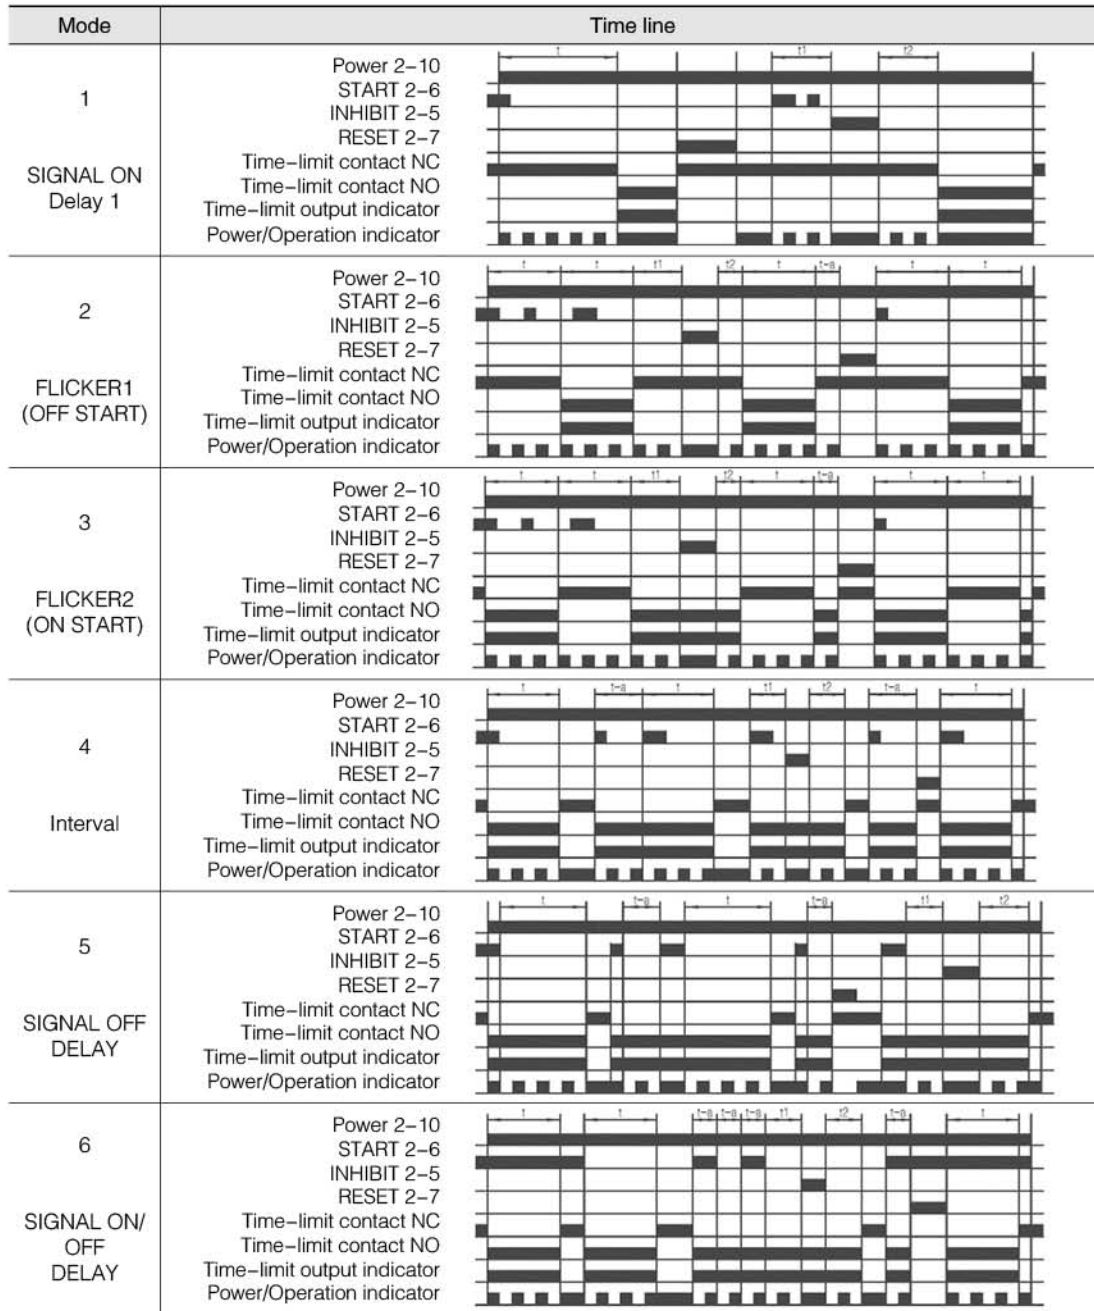 Mode Time line
1
SIGNAL ON
Delay 1
Power 2-10
START 2-6
INHIBIT 2-5
RESET 2-7
Time-limit contact NC
Time-limit contact NO
Time-limit output indicator
Power/Operation indicator
t t1 t2
2
FLICKER1
(OFF START)
Power 2-10
START 2-6
INHIBIT 2-5
RESET 2-7
Time-limit contact NC
Time-limit contact NO
Time-limit output indicator
Power/Operation indicator
t t t1 t2 t t-a t t
3
FLICKER2
(ON START)
Power 2-10
START 2-6
INHIBIT 2-5
RESET 2-7
Time-limit contact NC
Time-limit contact NO
Time-limit output indicator
Power/Operation indicator
t t t1 t2 t t-a t t
4
Interval
Power 2-10
START 2-6
INHIBIT 2-5
RESET 2-7
Time-limit contact NC
Time-limit contact NO
Time-limit output indicator
Power/Operation indicator
t t-a t t1 t2 t-a t
5
SIGNAL OFF
DELAY
Power 2-10
START 2-6
INHIBIT 2-5
RESET 2-7
Time-limit contact NC
Time-limit contact NO
Time-limit output indicator
Power/Operation indicator
t t-a t t-a t1 t2
6
SIGNAL ON/
OFF
DELAY
Power 2-10
START 2-6
INHIBIT 2-5
RESET 2-7
Time-limit contact NC
Time-limit contact NO
Time-limit output indicator
Power/Operation indicator
t t t-a t-a t-a t1 t2 t-a t